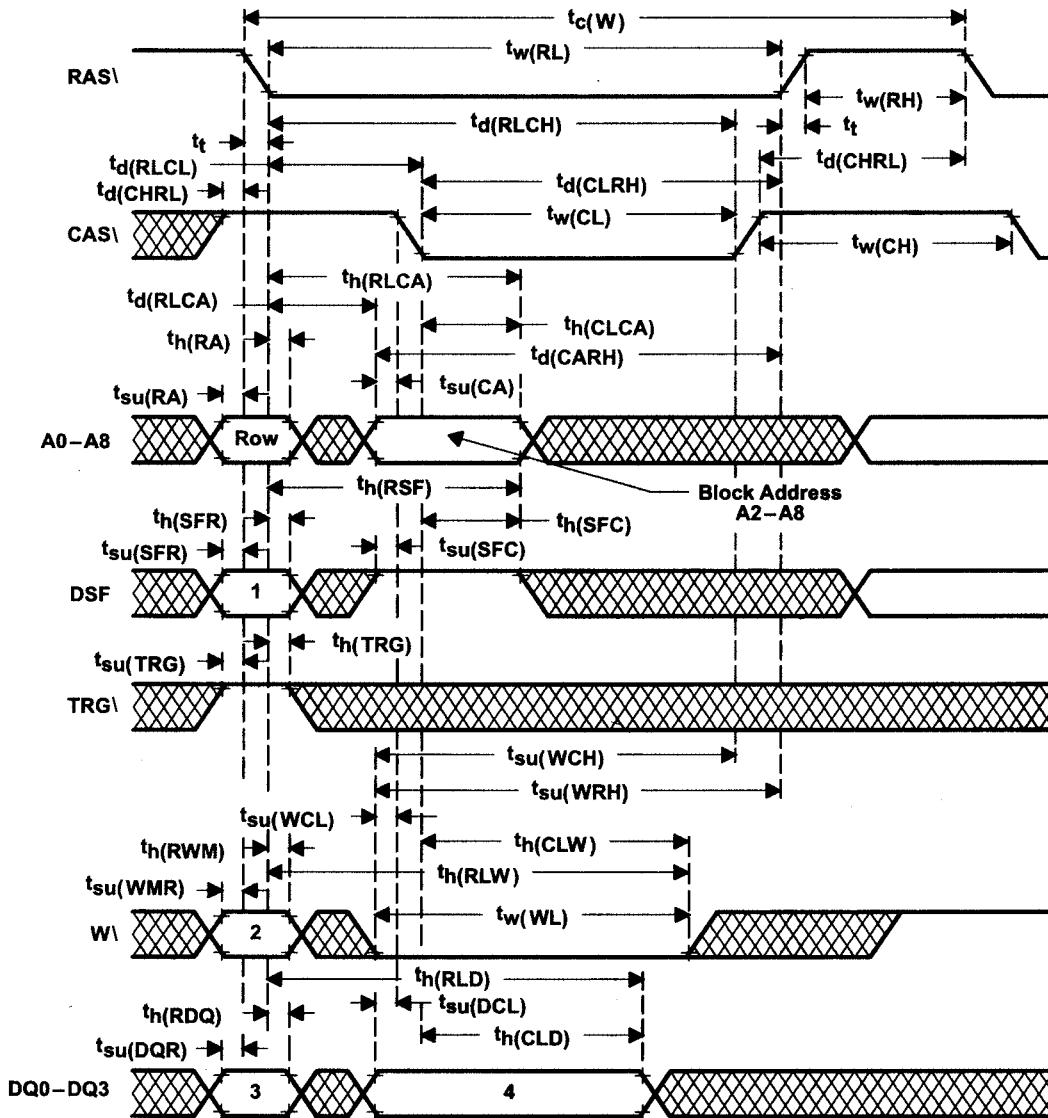 tc(W)
tw(RL)
RAS\
tw(RH)
td(RLCH)
tt
tt
td(RLCL)
td(CHRL)
td(CLRH)
td(CHRL)
tw(CL)
CAS\
tw(CH)
th(RLCA)
td(RLCA)
th(CLCA)
th(RA)
td(CARH)
tsu(RA)
tsu(CA)
A0–A8
Row
th(RSF)
Block Address
A2–A8
th(SFR)
th(SFC)
tsu(SFR)
tsu(SFC)
DSF
1
th(TRG)
tsu(TRG)
TRG\
tsu(WCH)
tsu(WRH)
tsu(WCL)
th(CLW)
th(RWM)
th(RLW)
tsu(WMR)
tw(WL)
W\
2
th(RLD)
th(RDQ)
tsu(DCL)
th(CLD)
tsu(DQR)
DQ0–DQ3
3
4